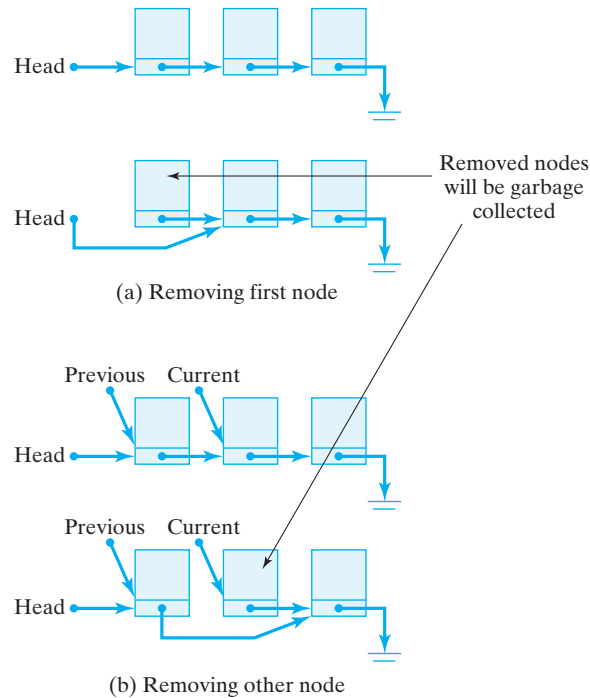 Head
Removed nodes
will be garbage
collected
Head
(a) Removing first node
Previous Current
Head
Previous Current
Head
(b) Removing other node